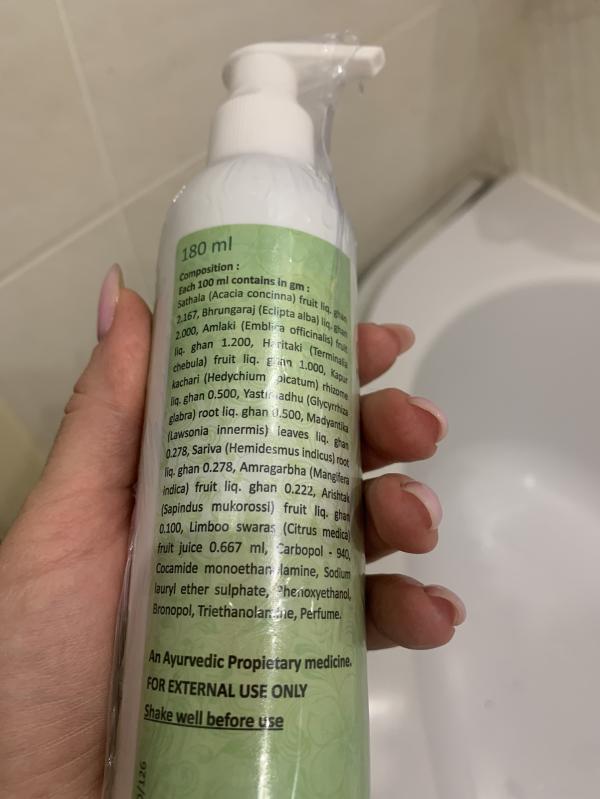 180 ml
Composition :
Each 100 ml contains in gm :
Sathala (Acacia concinna) fruit liq. ghan
2.167, Bhrungaraj (Eclipta alba) liq. ghan
2.000, Amlaki (Emblica officinalis) fruit
liq. ghan 1.200, Haritaki (Terminalia
chebula) fruit liq. ghan 1.000, Kapur
kachari (Hedychium spicatum) rhizome
liq. ghan 0.500, Yastimadhu (Glycyrrhiza
glabra) root liq. ghan 0.500, Madyantika
(Lawsonia innermis) leaves liq. ghan
0.278, Sariva (Hemidesmus indicus) root
liq. ghan 0.278, Amragarbha (Mangifera
indica) fruit liq. ghan 0.222, Arishtak
(Sapindus mukorossi) fruit liq. ghan
0.100, Limboo swaras (Citrus medica)
fruit juice 0.667 ml, Carbopol - 940,
Cocamide monoethanolamine, Sodium
lauryl ether sulphate, Phenoxyethanol,
Bronopol, Triethanolamine, Perfume.
An Ayurvedic Propietary medicine.
FOR EXTERNAL USE ONLY
Shake well before use